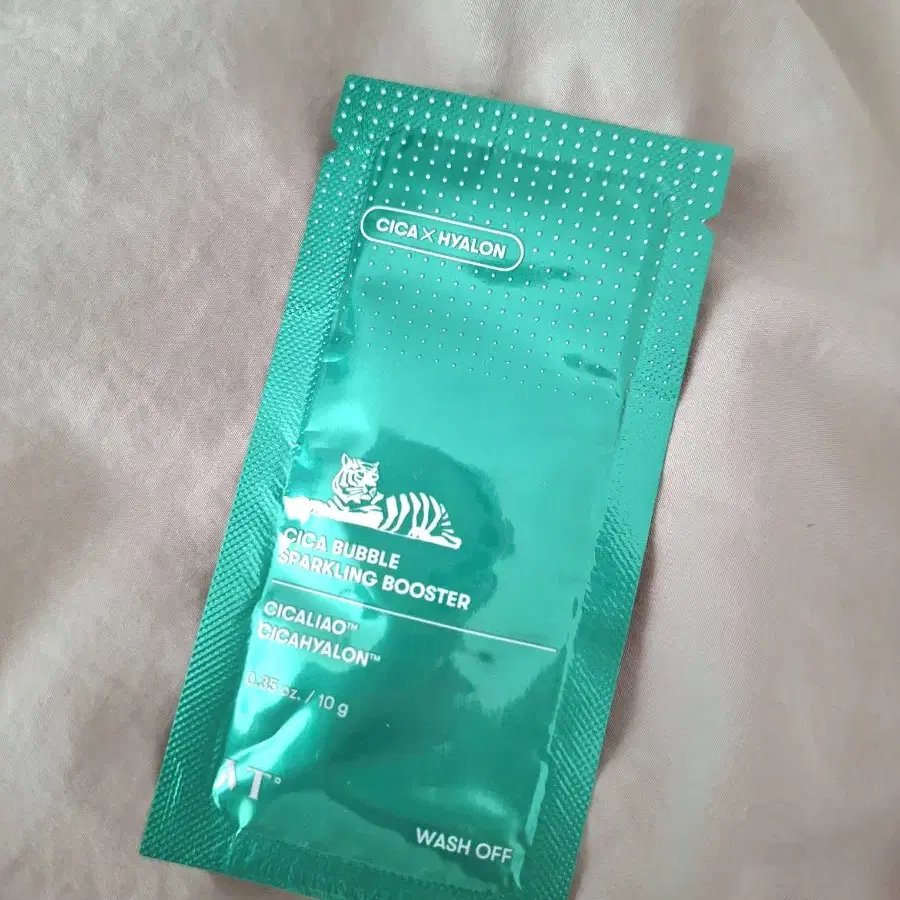 CICA X HYALON
CICA BUBBLE
SPARKLING BOOSTER
CICALIAO™
CICAHYALON™
0.35 oz. / 10 g
WASH OFF